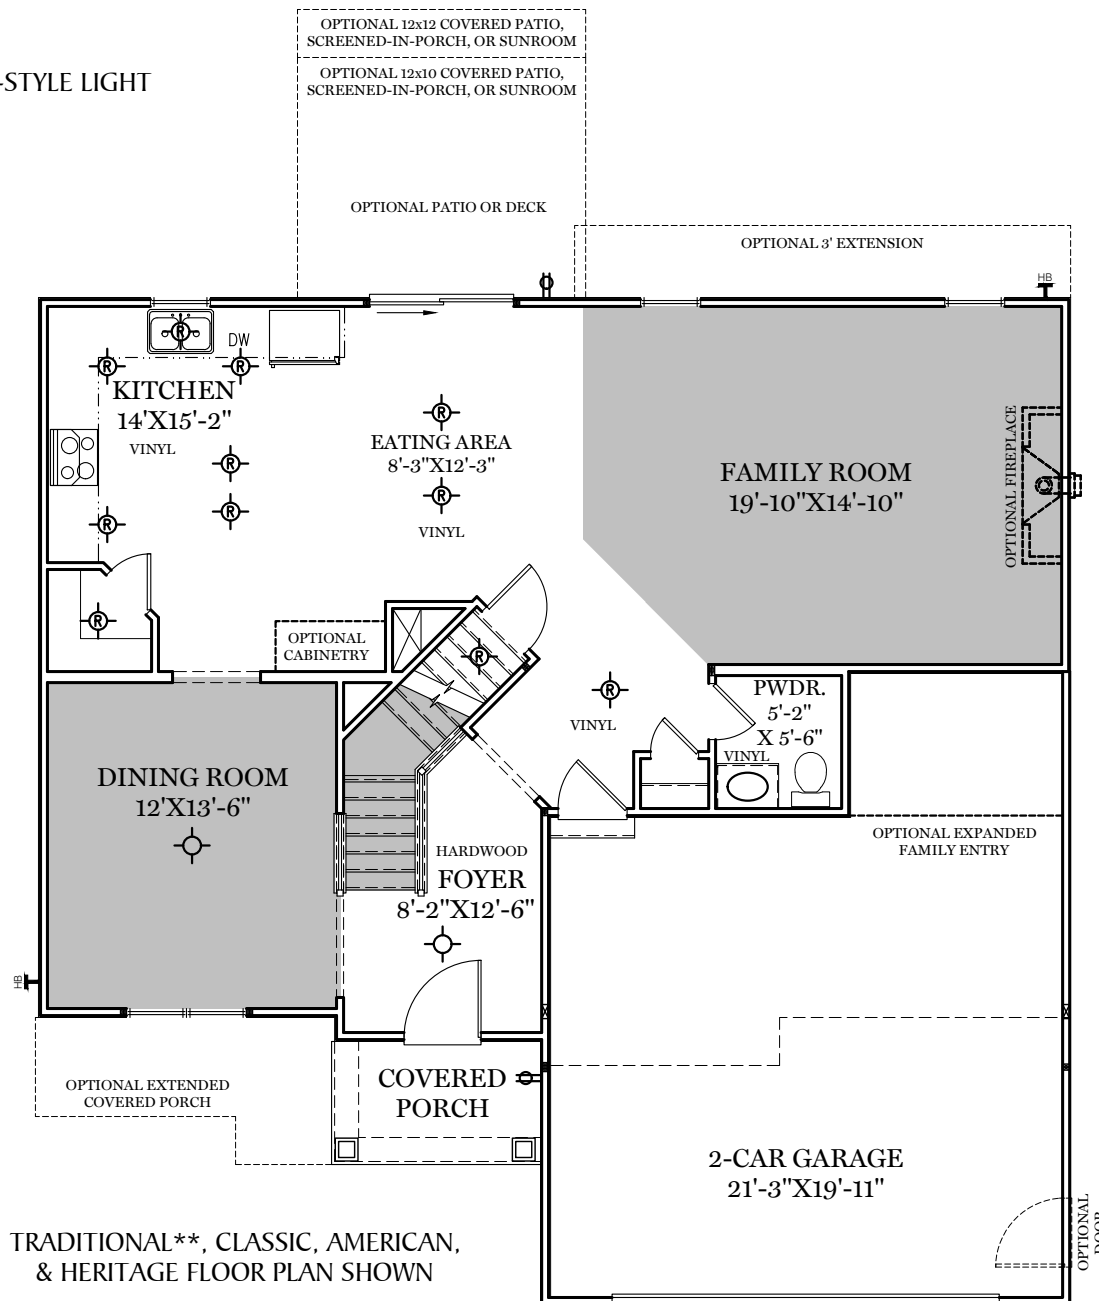 OPTIONAL 12x12 COVERED PATIO,
SCREENED-IN-PORCH, OR SUNROOM
OPTIONAL 12x10 COVERED PATIO,
SCREENED-IN-PORCH, OR SUNROOM
-STYLE LIGHT
OPTIONAL PATIO OR DECK
OPTIONAL 3' EXTENSION
HB
R
DW
R
R
KITCHEN
14'X15'-2"
VINYL
R
EATING AREA
8'-3"X12'-3"
R
R
R
R
VINYL
FAMILY ROOM
19'-10"X14'-10"
OPTIONAL FIREPLACE
R
OPTIONAL
CABINETRY
R
R
VINYL
PWDR.
5'-2"
X 5'-6"
VINYL
DINING ROOM
12'X13'-6"
HARDWOOD
FOYER
8'-2"X12'-6"
OPTIONAL EXPANDED
FAMILY ENTRY
HB
OPTIONAL EXTENDED
COVERED PORCH
COVERED
PORCH
2-CAR GARAGE
21'-3"X19'-11"
OPTIONAL
DOOR
TRADITIONAL**, CLASSIC, AMERICAN,
& HERITAGE FLOOR PLAN SHOWN